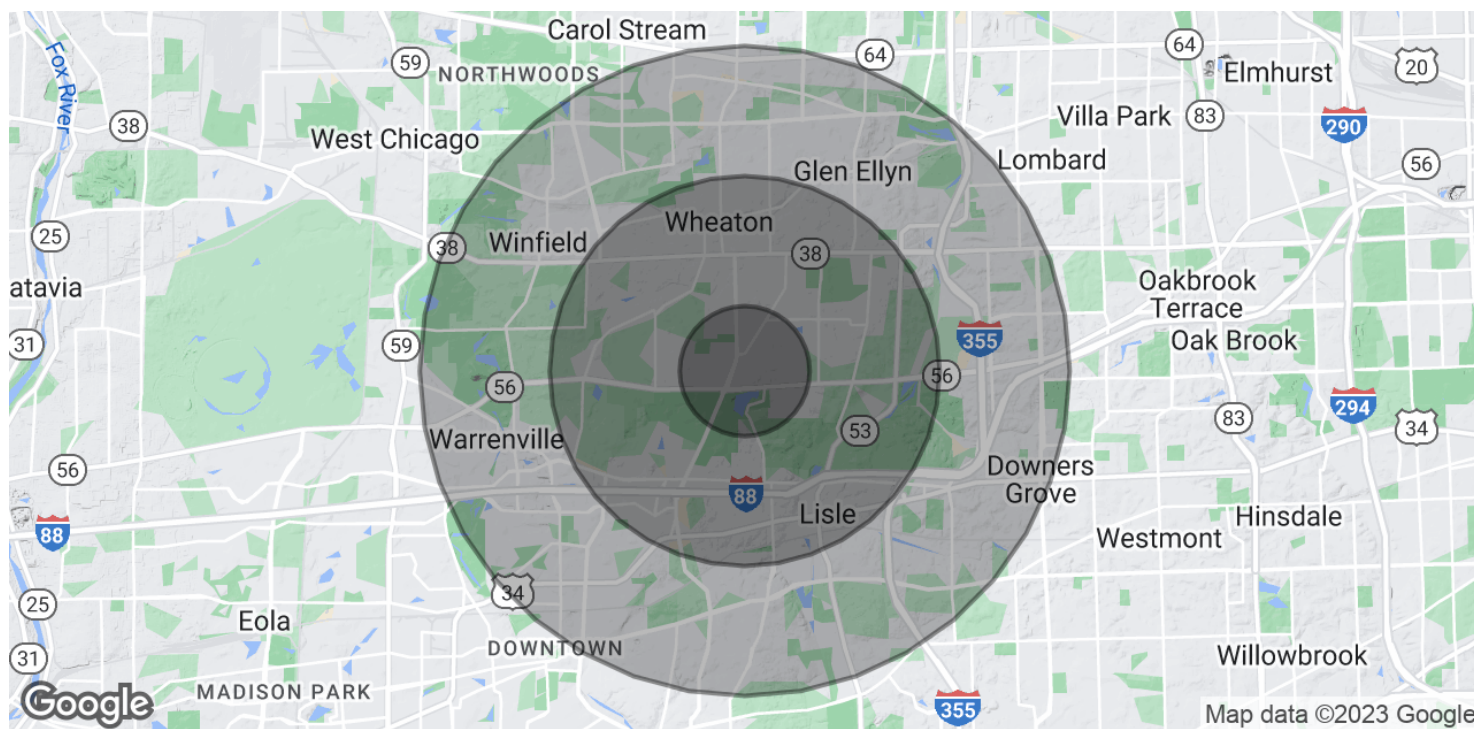 Carol Stream
64
64
Elmhurst
20
59
NORTHWOODS
Fox River
Villa Park
83
290
38
West Chicago
Lombard
56
Glen Ellyn
Wheaton
25
38
Winfield
38
atavia
Oakbrook
Terrace
31
59
355
Oak Brook
56
56
294
83
34
Warrenville
53
56
Downers
Grove
88
88
Lisle
Hinsdale
Westmont
34
25
Eola
DOWNTOWN
31
Willowbrook
MADISON PARK
Google
355
Map data ©2023 Google